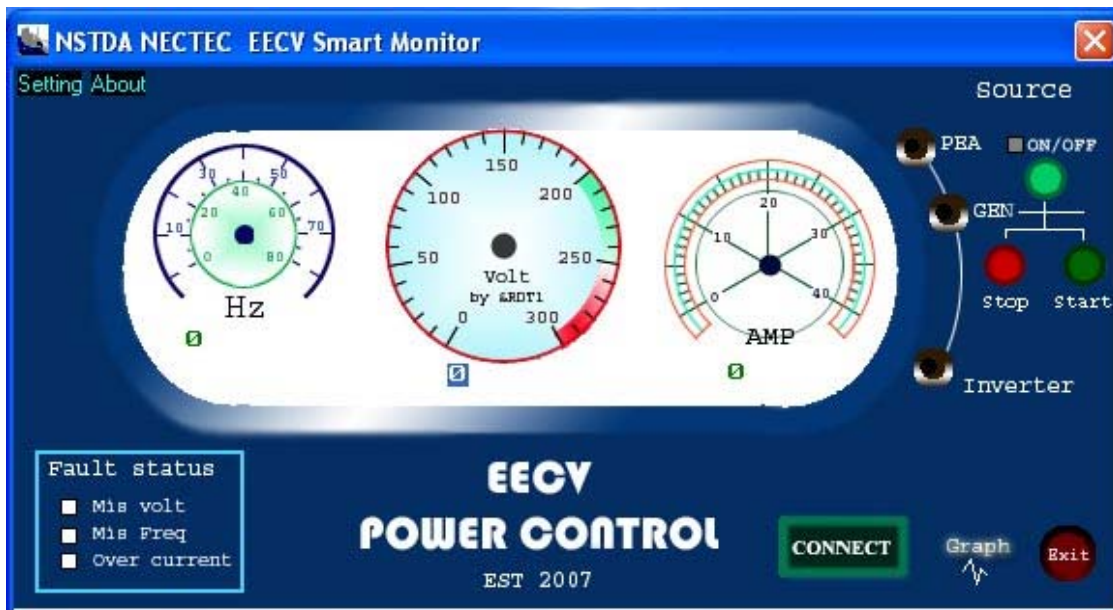 NSTDA NECTEC EECV Smart Monitor
Setting About
Source
PEA
ON/OFF
GEN
Stop
Start
Inverter
10
30
50
70
0
20
40
60
80
Hz
0
0
50
100
150
200
250
300
Volt
by &RDT1
0
0
10
20
30
40
AMP
0
Fault status
Mis volt
Mis Freq
Over current
EECV
POWER CONTROL
EST 2007
CONNECT
Graph
Exit